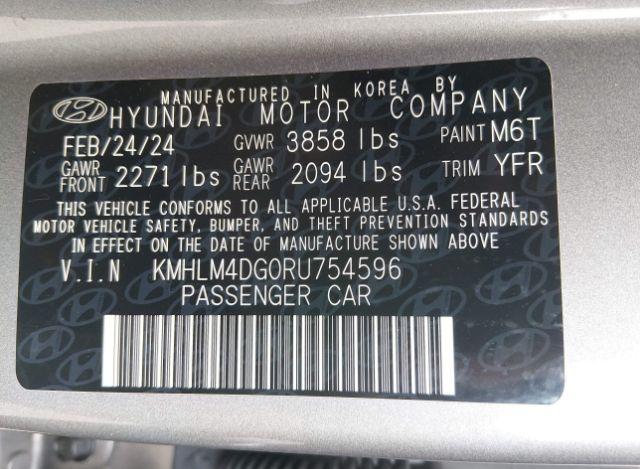 MANUFACTURED IN KOREA BY
HYUNDAI MOTOR COMPANY
FEB/24/24 GVWR 3858 lbs PAINT M6T
GAWR FRONT 2271 lbs GAWR REAR 2094 lbs TRIM YFR
THIS VEHICLE CONFORMS TO ALL APPLICABLE U.S.A. FEDERAL
MOTOR VEHICLE SAFETY, BUMPER, AND THEFT PREVENTION STANDARDS
IN EFFECT ON THE DATE OF MANUFACTURE SHOWN ABOVE
V.I.N KMHLM4DG0RU754596
PASSENGER CAR